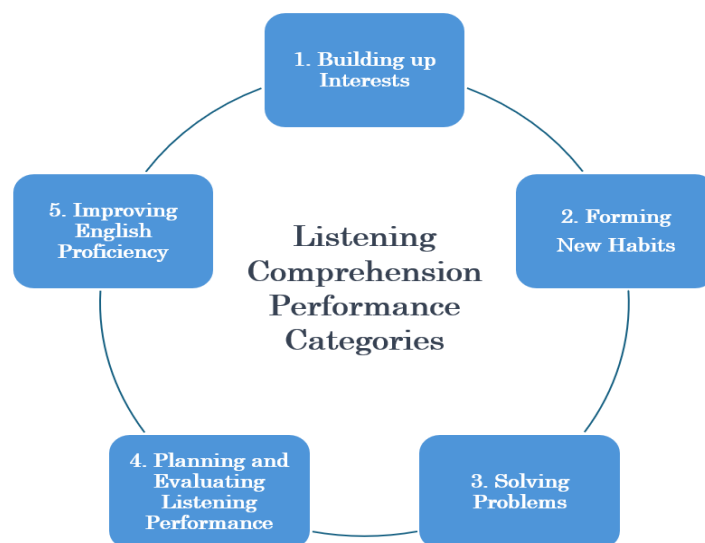 1. Building up
Interests
2. Forming
New Habits
3. Solving
Problems
4. Planning and
Evaluating
Listening
Performance
5. Improving
English
Proficiency
Listening
Comprehension
Performance
Categories